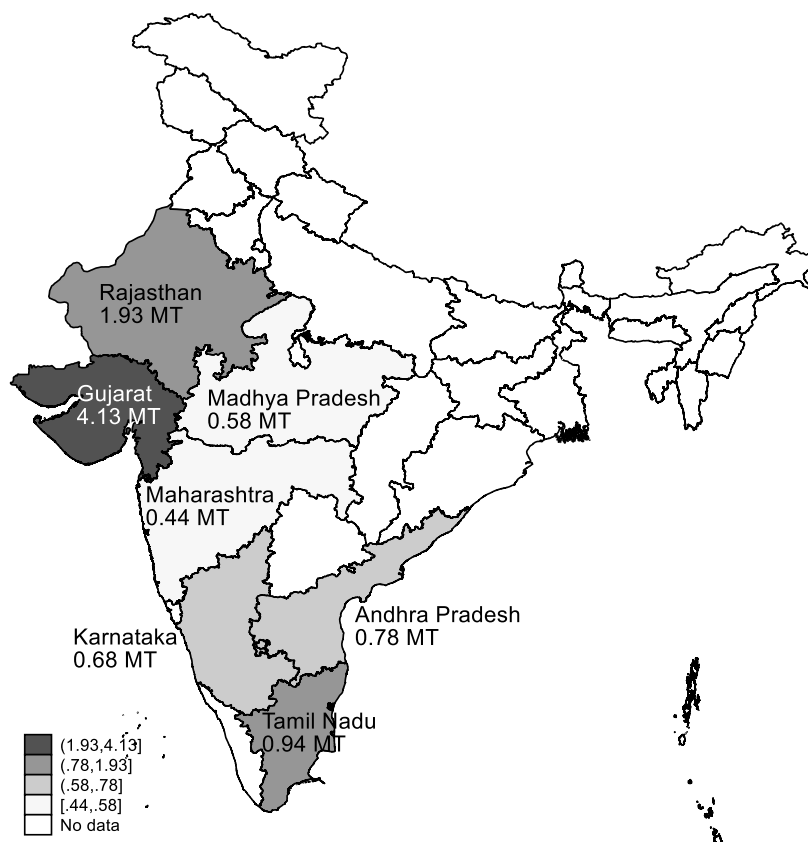 Rajasthan
1.93 MT
Gujarat
4.13 MT
Madhya Pradesh
0.58 MT
Maharashtra
0.44 MT
Andhra Pradesh
0.78 MT
Karnataka
0.68 MT
Tamil Nadu
0.94 MT
(1.93,4.13]
(.78,1.93]
(.58,.78]
[.44,.58]
No data